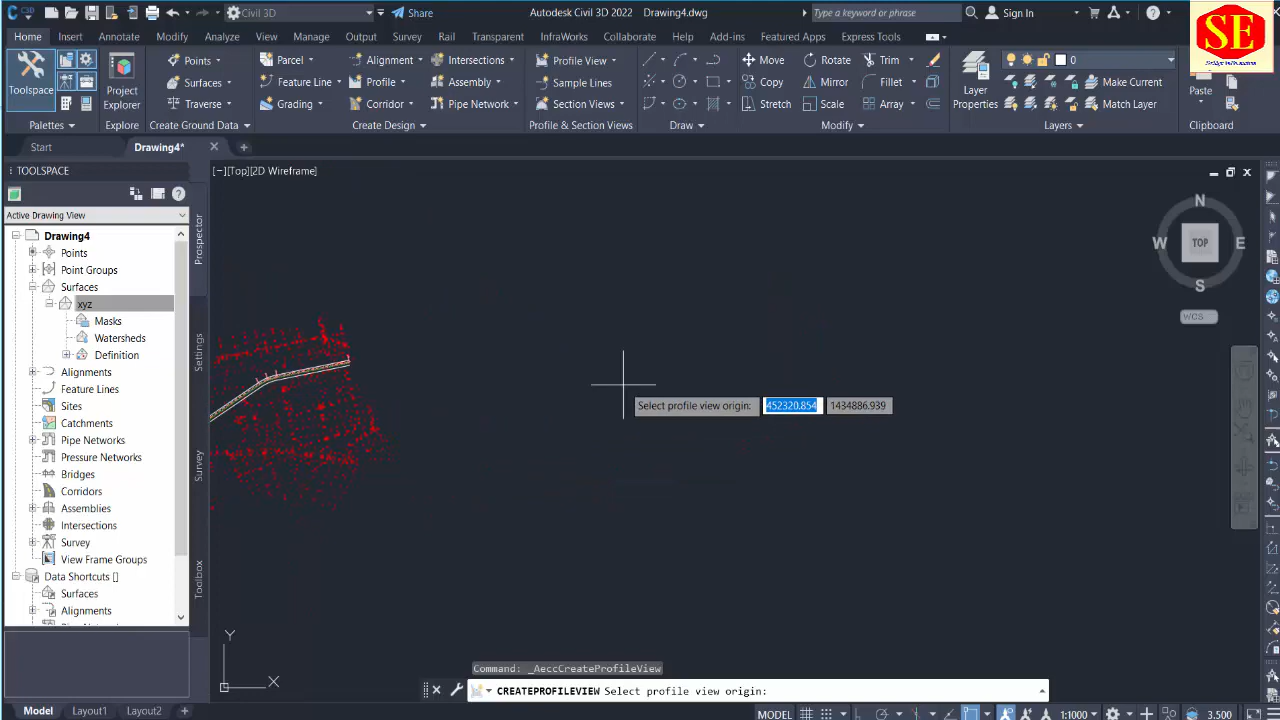 C3D
Civil 3D
Share
Autodesk Civil 3D 2022 Drawing4.dwg
Type a keyword or phrase
Sign In
SE
Home Insert Annotate Modify Analyze View Manage Output Survey Rail Transparent InfraWorks Collaborate Help Add-ins Featured Apps Express Tools
Toolspace
Project
Explorer
Points
Surfaces
Traverse
Parcel
Feature Line
Grading
Alignment
Profile
Corridor
Intersections
Assembly
Pipe Network
Profile View
Sample Lines
Section Views
Move
Copy
Stretch
Rotate
Mirror
Scale
Trim
Fillet
Array
Layer
Properties
0
Make Current
Match Layer
Paste
Palettes
Explore
Create Ground Data
Create Design
Profile & Section Views
Draw
Modify
Layers
Clipboard
Start
Drawing4*
TOOLSPACE
Active Drawing View
Drawing4
Points
Point Groups
Surfaces
xyz
Masks
Watersheds
Definition
Alignments
Feature Lines
Sites
Catchments
Pipe Networks
Pressure Networks
Bridges
Corridors
Assemblies
Intersections
Survey
View Frame Groups
Data Shortcuts []
Surfaces
Alignments
Prospector
Settings
Survey
Toolbox
[−][Top][2D Wireframe]
N
W
TOP
E
S
WCS
Select profile view origin: 452320.854 1434886.939
Y
X
Command: _AeccCreateProfileView
CREATEPROFILEVIEW Select profile view origin:
Model Layout1 Layout2
MODEL
1:1000
3.500